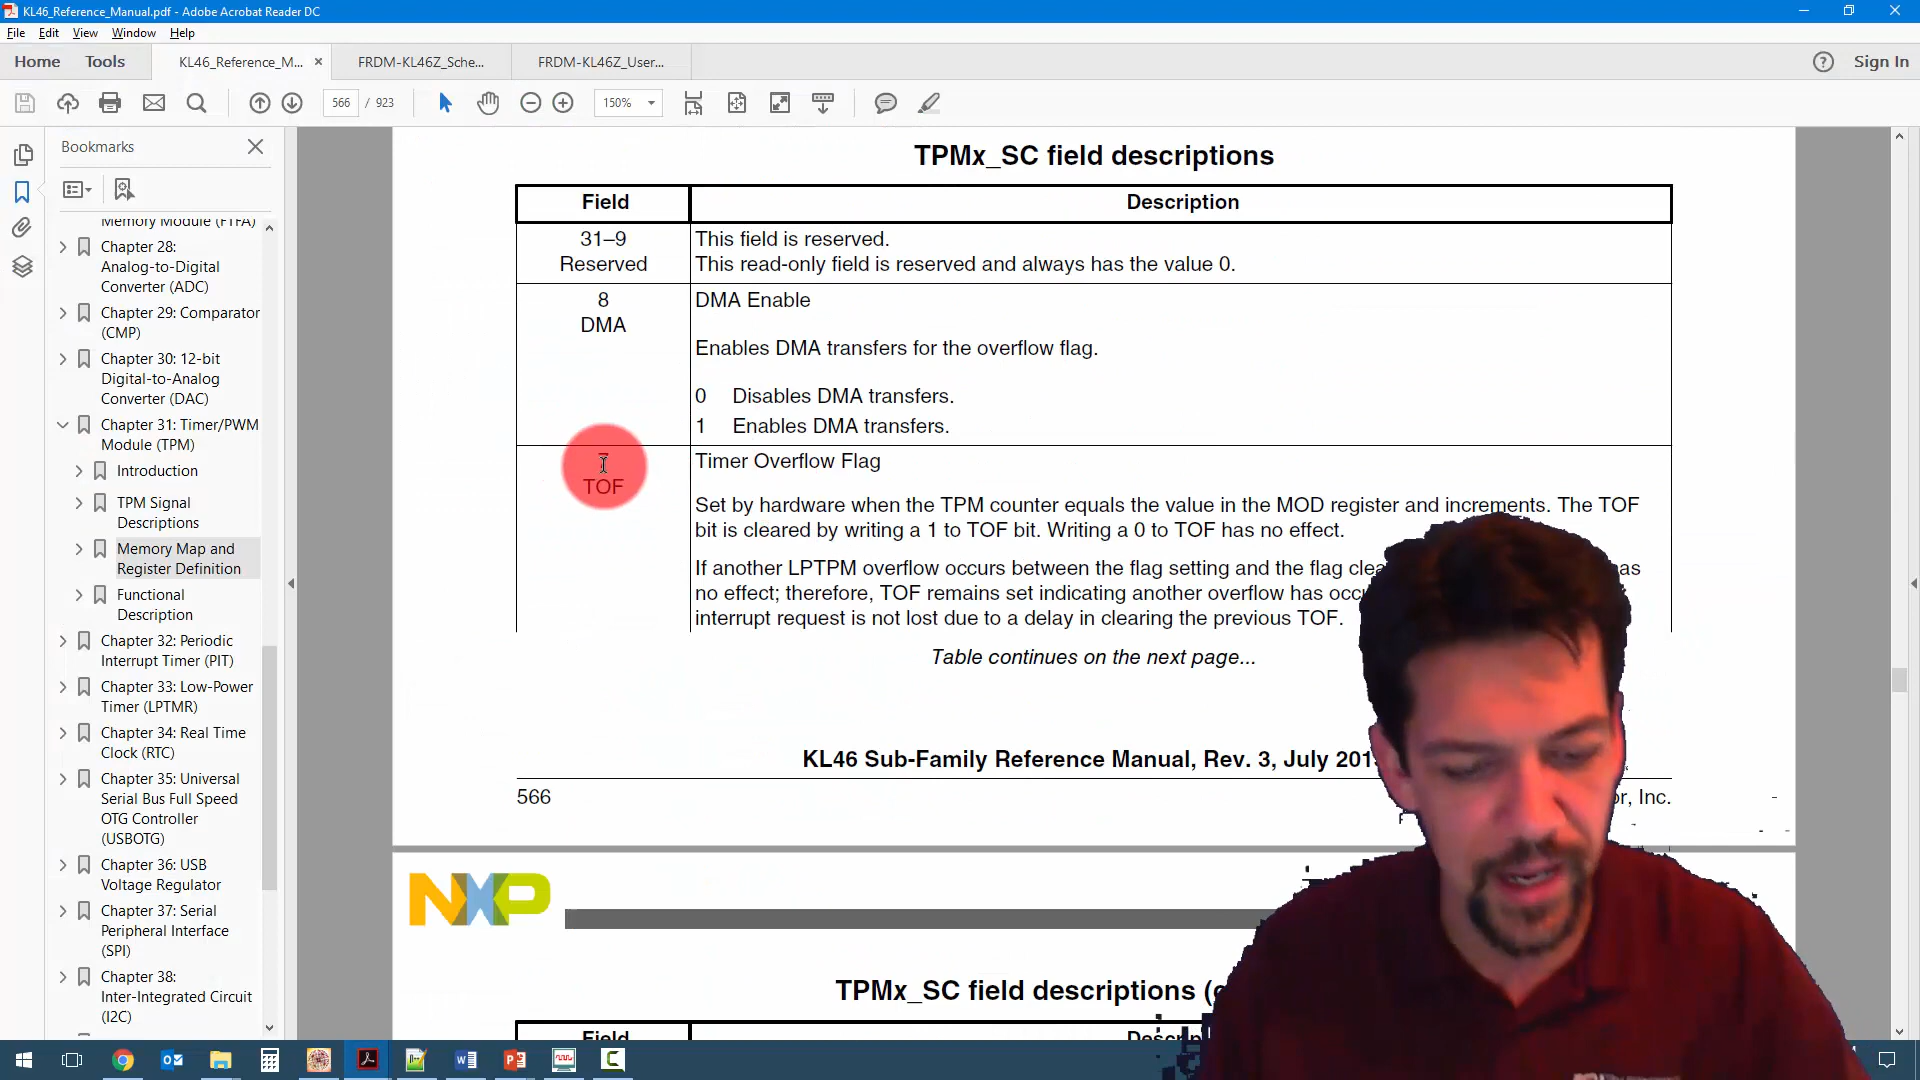 KL46_Reference_Manual.pdf - Adobe Acrobat Reader DC
File Edit View Window Help
Home Tools KL46_Reference_M... × FRDM-KL46Z_Sche... FRDM-KL46Z_User... Sign In
566 / 923 150%
Bookmarks
Memory Module (FTFA)
Chapter 28:
Analog-to-Digital
Converter (ADC)
Chapter 29: Comparator
(CMP)
Chapter 30: 12-bit
Digital-to-Analog
Converter (DAC)
Chapter 31: Timer/PWM
Module (TPM)
Introduction
TPM Signal
Descriptions
Memory Map and
Register Definition
Functional
Description
Chapter 32: Periodic
Interrupt Timer (PIT)
Chapter 33: Low-Power
Timer (LPTMR)
Chapter 34: Real Time
Clock (RTC)
Chapter 35: Universal
Serial Bus Full Speed
OTG Controller
(USBOTG)
Chapter 36: USB
Voltage Regulator
Chapter 37: Serial
Peripheral Interface
(SPI)
Chapter 38:
Inter-Integrated Circuit
(I2C)
TPMx_SC field descriptions
Field Description
31–9
Reserved
This field is reserved.
This read-only field is reserved and always has the value 0.
8
DMA
DMA Enable
Enables DMA transfers for the overflow flag.
0 Disables DMA transfers.
1 Enables DMA transfers.
TOF
Timer Overflow Flag
Set by hardware when the TPM counter equals the value in the MOD register and increments. The TOF
bit is cleared by writing a 1 to TOF bit. Writing a 0 to TOF has no effect.
If another LPTPM overflow occurs between the flag setting and the flag
no effect; therefore, TOF remains set indicating another overflow has
interrupt request is not lost due to a delay in clearing the previous TOF.
Table continues on the next page...
KL46 Sub-Family Reference Manual, Rev. 3, July
566 Inc.
NXP
TPMx_SC field descriptions
Field